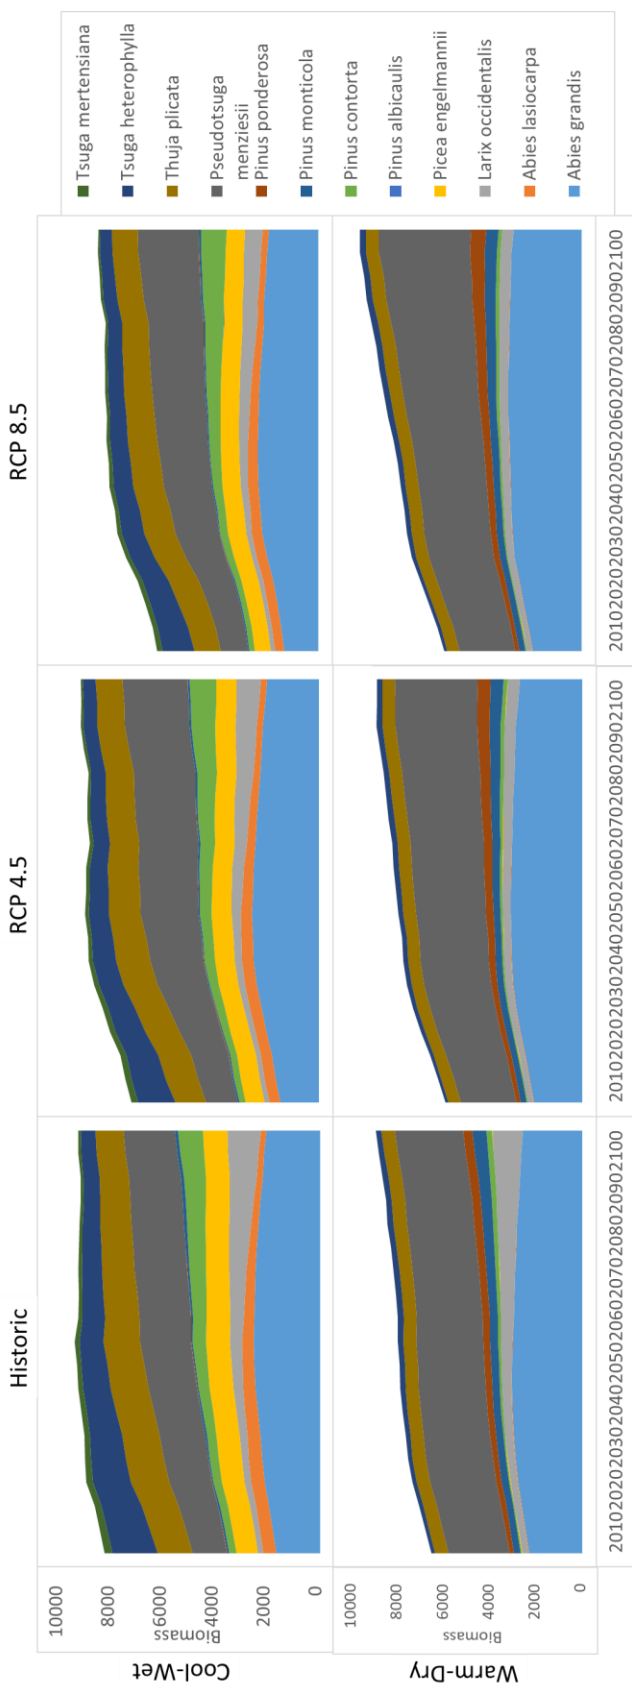 Historic
RCP 4.5
RCP 8.5
Cool-Wet
Biomass
10000
8000
6000
4000
2000
0
Warm-Dry
Biomass
10000
8000
6000
4000
2000
0
2010202020302040205020602070208020902100
2010202020302040205020602070208020902100
2010202020302040205020602070208020902100
Tsuga mertensiana
Tsuga heterophylla
Thuja plicata
Pseudotsuga
menziesii
Pinus ponderosa
Pinus monticola
Pinus contorta
Pinus albicaulis
Picea engelmannii
Larix occidentalis
Abies lasiocarpa
Abies grandis